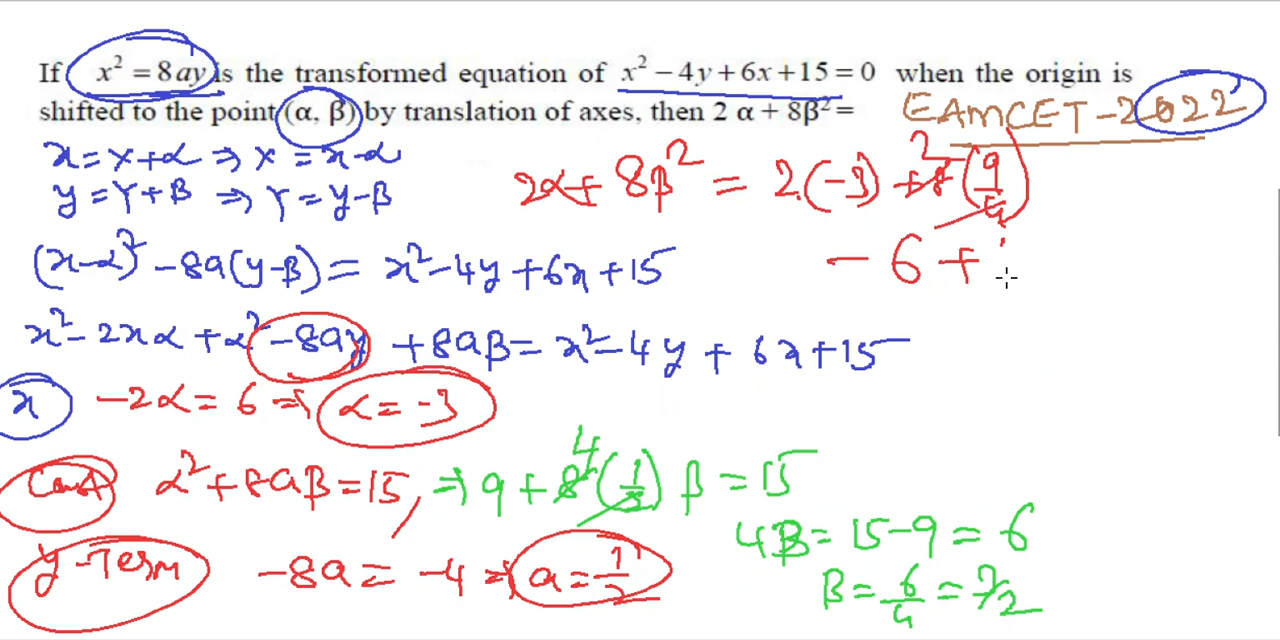 If x² = 8ay is the transformed equation of x² − 4y + 6x + 15 = 0 when the origin is
shifted to the point (α, β) by translation of axes, then 2 α + 8β² =
EAMCET - 2022
x = X + α ⇒ X = x - α
y = Y + β ⇒ Y = y - β
(x - α)² - 8a(y - β) = x² - 4y + 6x + 15
x² - 2xα + α² - 8ay + 8aβ = x² - 4y + 6x + 15
x -2α = 6 ⇒ α = -3
Const α² + 8aβ = 15, ⇒ 9 + 8 4 (1/2) β = 15
y-Term -8a = -4 ⇒ a = 1/2
4β = 15 - 9 = 6
β = 6/4 = 3/2
2α + 8β² = 2(-3) + 8 2 (9/4)
- 6 +